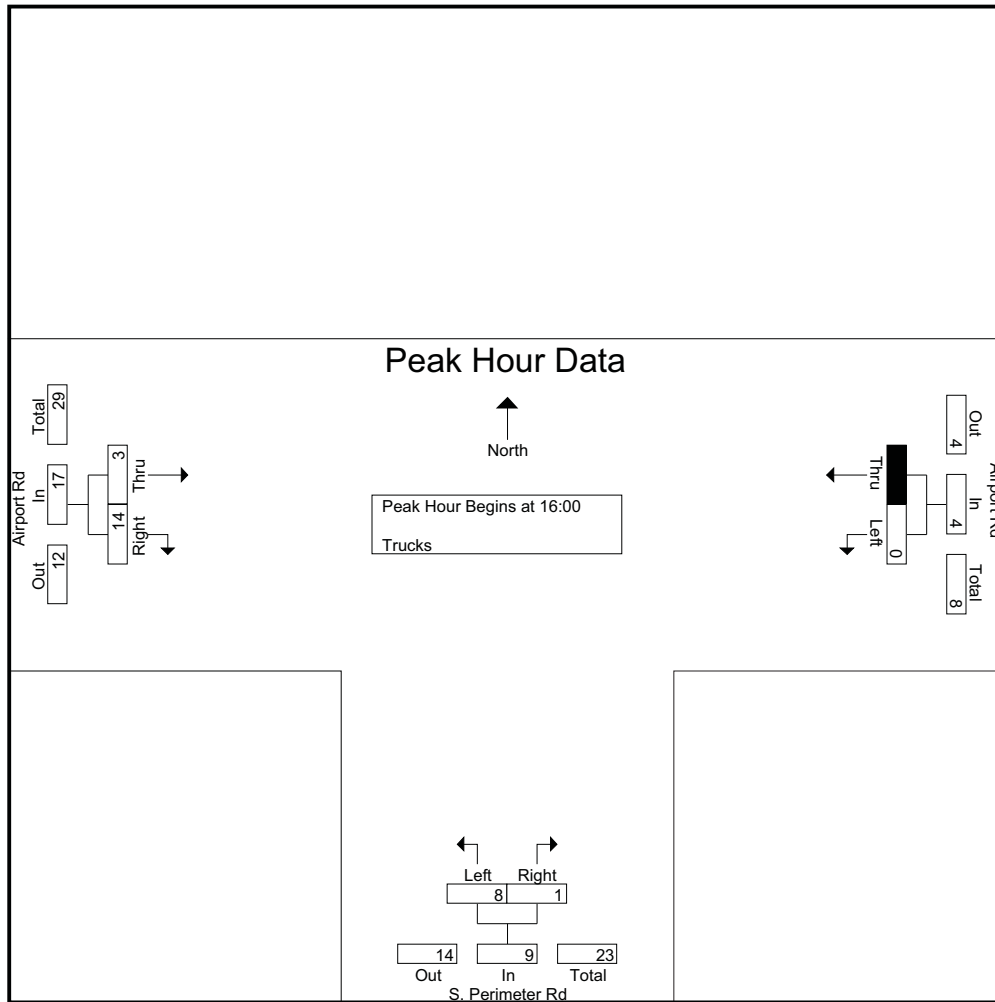 Peak Hour Data
North
Peak Hour Begins at 16:00
Trucks
Airport Rd
Total
29
In
17
Out
12
3
Thru
14
Right
Airport Rd
Out
4
In
4
Total
8
Thru
Left
0
Left Right
8 1
14 9 23
Out In Total
S. Perimeter Rd